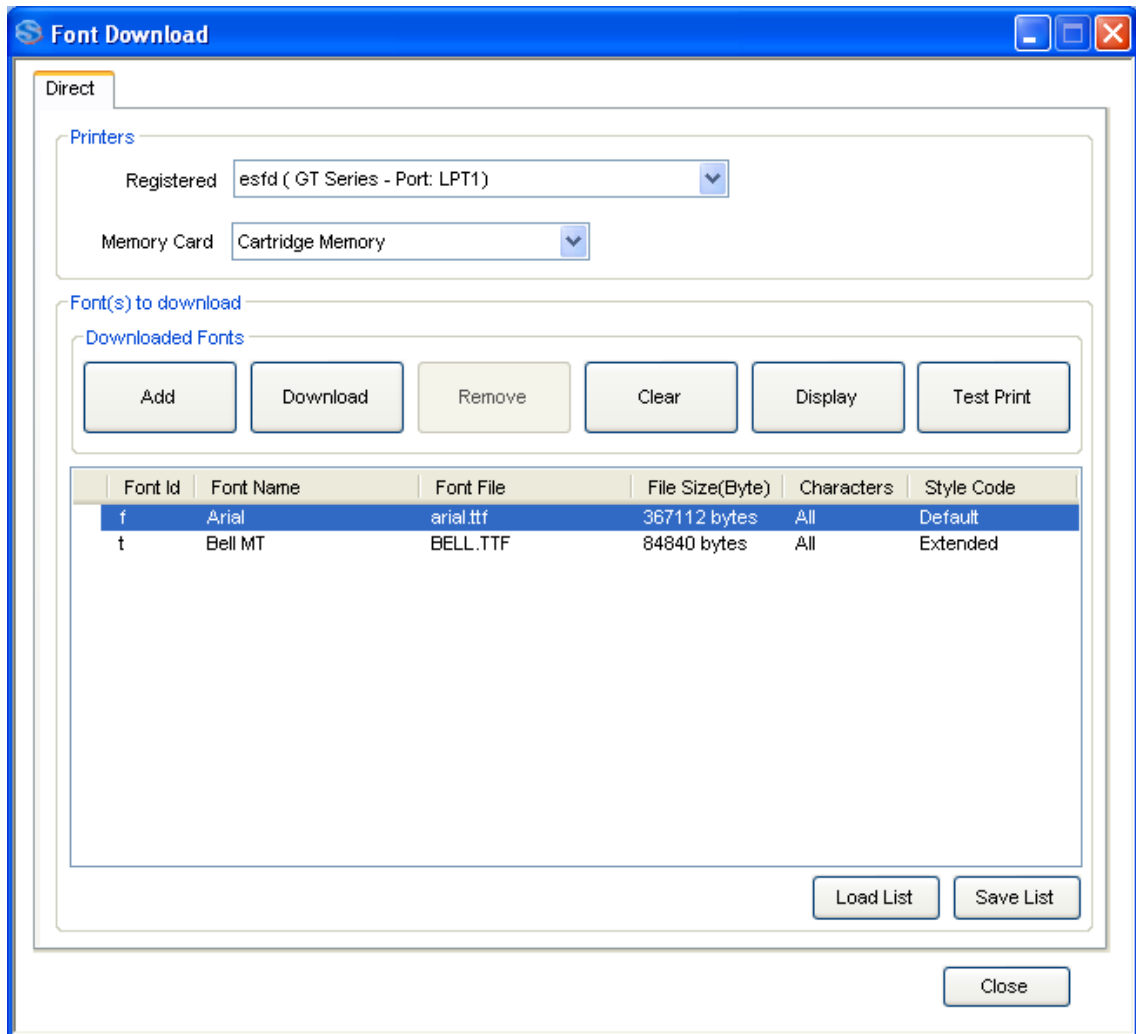 Font Download
Direct
Printers
Registered esfd ( GT Series - Port: LPT1)
Memory Card Cartridge Memory
Font(s) to download
Downloaded Fonts
Add Download Remove Clear Display Test Print
Font Id Font Name Font File File Size(Byte) Characters Style Code
f Arial arial.ttf 367112 bytes All Default
t Bell MT BELL.TTF 84840 bytes All Extended
Load List Save List
Close